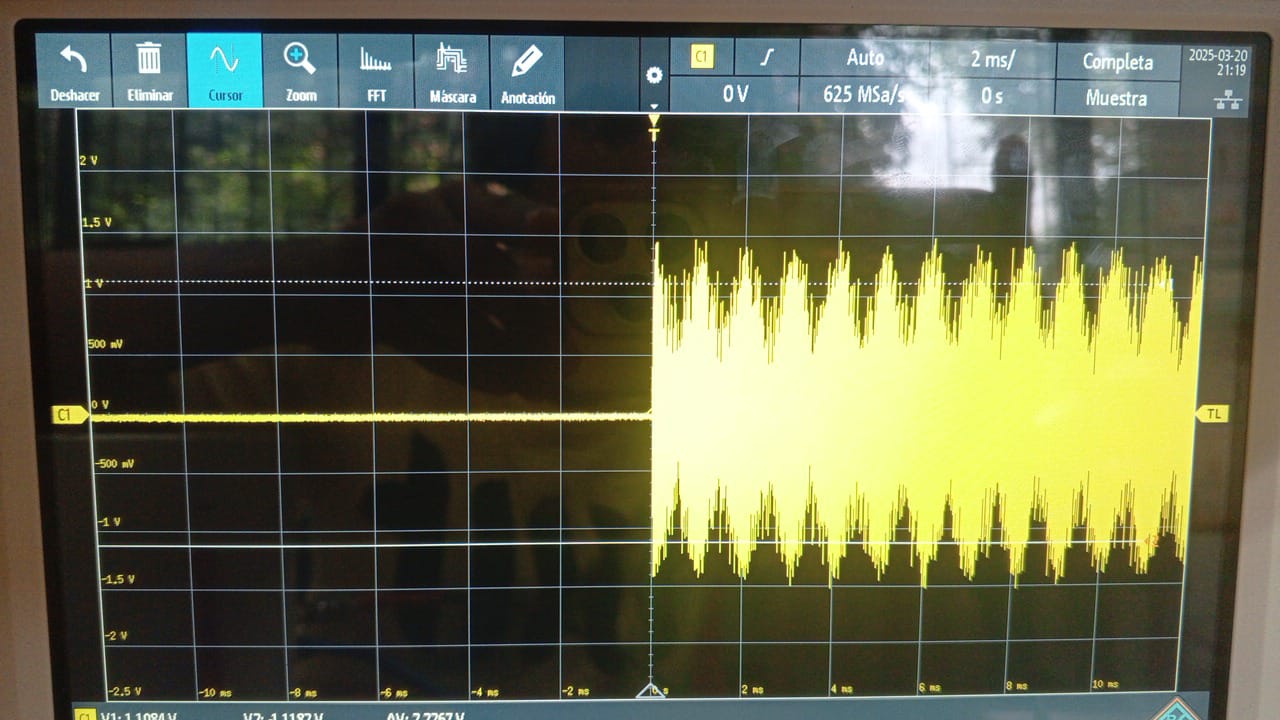 Deshacer Eliminar Cursor Zoom FFT Máscara Anotación
C1 Auto 2 ms/ Completa 2025-03-20
21:19
0 V 625 MSa/s 0 s Muestra
T
2 V
1.5 V
1 V
500 mV
C1 0 V TL
-500 mV
-1 V
-1.5 V
-2 V
-2.5 V -10 ms -8 ms -6 ms -4 ms -2 ms 0 s 2 ms 4 ms 6 ms 8 ms 10 ms
C1 V1: 1.1084 V V2: -1.1182 V ΔV: 2.2267 V